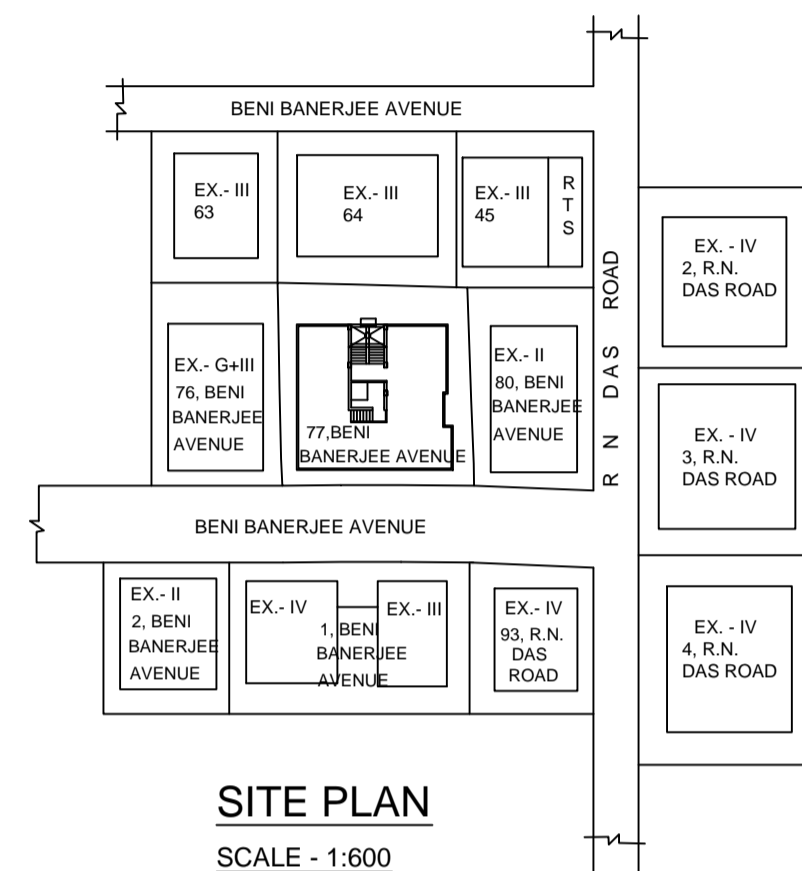 BENI BANERJEE AVENUE
EX.- III
63
EX.- III
64
EX.- III
45
R
T
S
EX. - IV
2, R.N.
DAS ROAD
R N DAS ROAD
EX.- G+III
76, BENI
BANERJEE
AVENUE
77,BENI
BANERJEE AVENUE
EX.- II
80, BENI
BANERJEE
AVENUE
EX. - IV
3, R.N.
DAS ROAD
BENI BANERJEE AVENUE
EX.- II
2, BENI
BANERJEE
AVENUE
EX.- IV
EX.- III
1, BENI
BANERJEE
AVENUE
EX.- IV
93, R.N.
DAS
ROAD
EX. - IV
4, R.N.
DAS ROAD
SITE PLAN
SCALE - 1:600